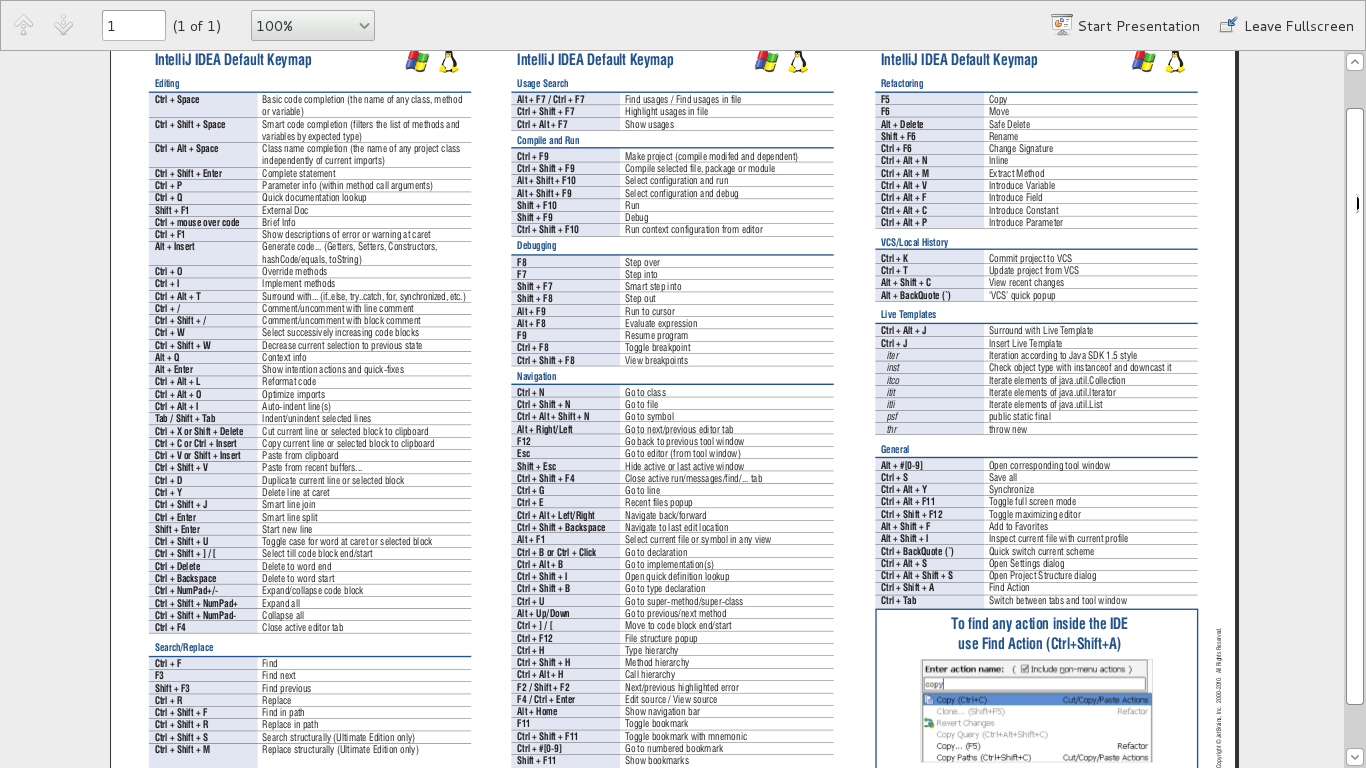 1 (1 of 1) 100% Start Presentation Leave Fullscreen
IntelliJ IDEA Default Keymap
Editing
Ctrl + Space Basic code completion (the name of any class, method
or variable)
Ctrl + Shift + Space Smart code completion (filters the list of methods and
variables by expected type)
Ctrl + Alt + Space Class name completion (the name of any project class
independently of current imports)
Ctrl + Shift + Enter Complete statement
Ctrl + P Parameter info (within method call arguments)
Ctrl + Q Quick documentation lookup
Shift + F1 External Doc
Ctrl + mouse over code Brief Info
Ctrl + F1 Show descriptions of error or warning at caret
Alt + Insert Generate code... (Getters, Setters, Constructors,
hashCode/equals, toString)
Ctrl + O Override methods
Ctrl + I Implement methods
Ctrl + Alt + T Surround with... (if..else, try..catch, for, synchronized, etc.)
Ctrl + / Comment/uncomment with line comment
Ctrl + Shift + / Comment/uncomment with block comment
Ctrl + W Select successively increasing code blocks
Ctrl + Shift + W Decrease current selection to previous state
Alt + Q Context info
Alt + Enter Show intention actions and quick-fixes
Ctrl + Alt + L Reformat code
Ctrl + Alt + O Optimize imports
Ctrl + Alt + I Auto-indent line(s)
Tab / Shift + Tab Indent/unindent selected lines
Ctrl + X or Shift + Delete Cut current line or selected block to clipboard
Ctrl + C or Ctrl + Insert Copy current line or selected block to clipboard
Ctrl + V or Shift + Insert Paste from clipboard
Ctrl + Shift + V Paste from recent buffers...
Ctrl + D Duplicate current line or selected block
Ctrl + Y Delete line at caret
Ctrl + Shift + J Smart line join
Ctrl + Enter Smart line split
Shift + Enter Start new line
Ctrl + Shift + U Toggle case for word at caret or selected block
Ctrl + Shift + ] / [ Select till code block end/start
Ctrl + Delete Delete to word end
Ctrl + Backspace Delete to word start
Ctrl + NumPad+/- Expand/collapse code block
Ctrl + Shift + NumPad+ Expand all
Ctrl + Shift + NumPad- Collapse all
Ctrl + F4 Close active editor tab
Search/Replace
Ctrl + F Find
F3 Find next
Shift + F3 Find previous
Ctrl + R Replace
Ctrl + Shift + F Find in path
Ctrl + Shift + R Replace in path
Ctrl + Shift + S Search structurally (Ultimate Edition only)
Ctrl + Shift + M Replace structurally (Ultimate Edition only)
IntelliJ IDEA Default Keymap
Usage Search
Alt + F7 / Ctrl + F7 Find usages / Find usages in file
Ctrl + Shift + F7 Highlight usages in file
Ctrl + Alt + F7 Show usages
Compile and Run
Ctrl + F9 Make project (compile modifed and dependent)
Ctrl + Shift + F9 Compile selected file, package or module
Alt + Shift + F10 Select configuration and run
Alt + Shift + F9 Select configuration and debug
Shift + F10 Run
Shift + F9 Debug
Ctrl + Shift + F10 Run context configuration from editor
Debugging
F8 Step over
F7 Step into
Shift + F7 Smart step into
Shift + F8 Step out
Alt + F9 Run to cursor
Alt + F8 Evaluate expression
F9 Resume program
Ctrl + F8 Toggle breakpoint
Ctrl + Shift + F8 View breakpoints
Navigation
Ctrl + N Go to class
Ctrl + Shift + N Go to file
Ctrl + Alt + Shift + N Go to symbol
Alt + Right/Left Go to next/previous editor tab
F12 Go back to previous tool window
Esc Go to editor (from tool window)
Shift + Esc Hide active or last active window
Ctrl + Shift + F4 Close active run/messages/find/... tab
Ctrl + G Go to line
Ctrl + E Recent files popup
Ctrl + Alt + Left/Right Navigate back/forward
Ctrl + Shift + Backspace Navigate to last edit location
Alt + F1 Select current file or symbol in any view
Ctrl + B or Ctrl + Click Go to declaration
Ctrl + Alt + B Go to implementation(s)
Ctrl + Shift + I Open quick definition lookup
Ctrl + Shift + B Go to type declaration
Ctrl + U Go to super-method/super-class
Alt + Up/Down Go to previous/next method
Ctrl + ] / [ Move to code block end/start
Ctrl + F12 File structure popup
Ctrl + H Type hierarchy
Ctrl + Shift + H Method hierarchy
Ctrl + Alt + H Call hierarchy
F2 / Shift + F2 Next/previous highlighted error
F4 / Ctrl + Enter Edit source / View source
Alt + Home Show navigation bar
F11 Toggle bookmark
Ctrl + Shift + F11 Toggle bookmark with mnemonic
Ctrl + #[0-9] Go to numbered bookmark
Shift + F11 Show bookmarks
IntelliJ IDEA Default Keymap
Refactoring
F5 Copy
F6 Move
Alt + Delete Safe Delete
Shift + F6 Rename
Ctrl + F6 Change Signature
Ctrl + Alt + N Inline
Ctrl + Alt + M Extract Method
Ctrl + Alt + V Introduce Variable
Ctrl + Alt + F Introduce Field
Ctrl + Alt + C Introduce Constant
Ctrl + Alt + P Introduce Parameter
VCS/Local History
Ctrl + K Commit project to VCS
Ctrl + T Update project from VCS
Alt + Shift + C View recent changes
Alt + BackQuote (`) ‘VCS’ quick popup
Live Templates
Ctrl + Alt + J Surround with Live Template
Ctrl + J Insert Live Template
iter Iteration according to Java SDK 1.5 style
inst Check object type with instanceof and downcast it
itco Iterate elements of java.util.Collection
itit Iterate elements of java.util.Iterator
itli Iterate elements of java.util.List
psf public static final
thr throw new
General
Alt + #[0-9] Open corresponding tool window
Ctrl + S Save all
Ctrl + Alt + Y Synchronize
Ctrl + Alt + F11 Toggle full screen mode
Ctrl + Shift + F12 Toggle maximizing editor
Alt + Shift + F Add to Favorites
Alt + Shift + I Inspect current file with current profile
Ctrl + BackQuote (`) Quick switch current scheme
Ctrl + Alt + S Open Settings dialog
Ctrl + Alt + Shift + S Open Project Structure dialog
Ctrl + Shift + A Find Action
Ctrl + Tab Switch between tabs and tool window
To find any action inside the IDE
use Find Action (Ctrl+Shift+A)
Enter action name: ( Include non-menu actions )
copy
Copy (Ctrl+C) Cut/Copy/Paste Actions
Clone... (Shift+F5) Refactor
Revert Changes
Copy Query (Ctrl+Alt+Shift+C)
Copy... (F5) Refactor
Copy Paths (Ctrl+Shift+C) Cut/Copy/Paste Actions
Copyright © JetBrains, Inc. 2000-2010. All Rights Reserved.